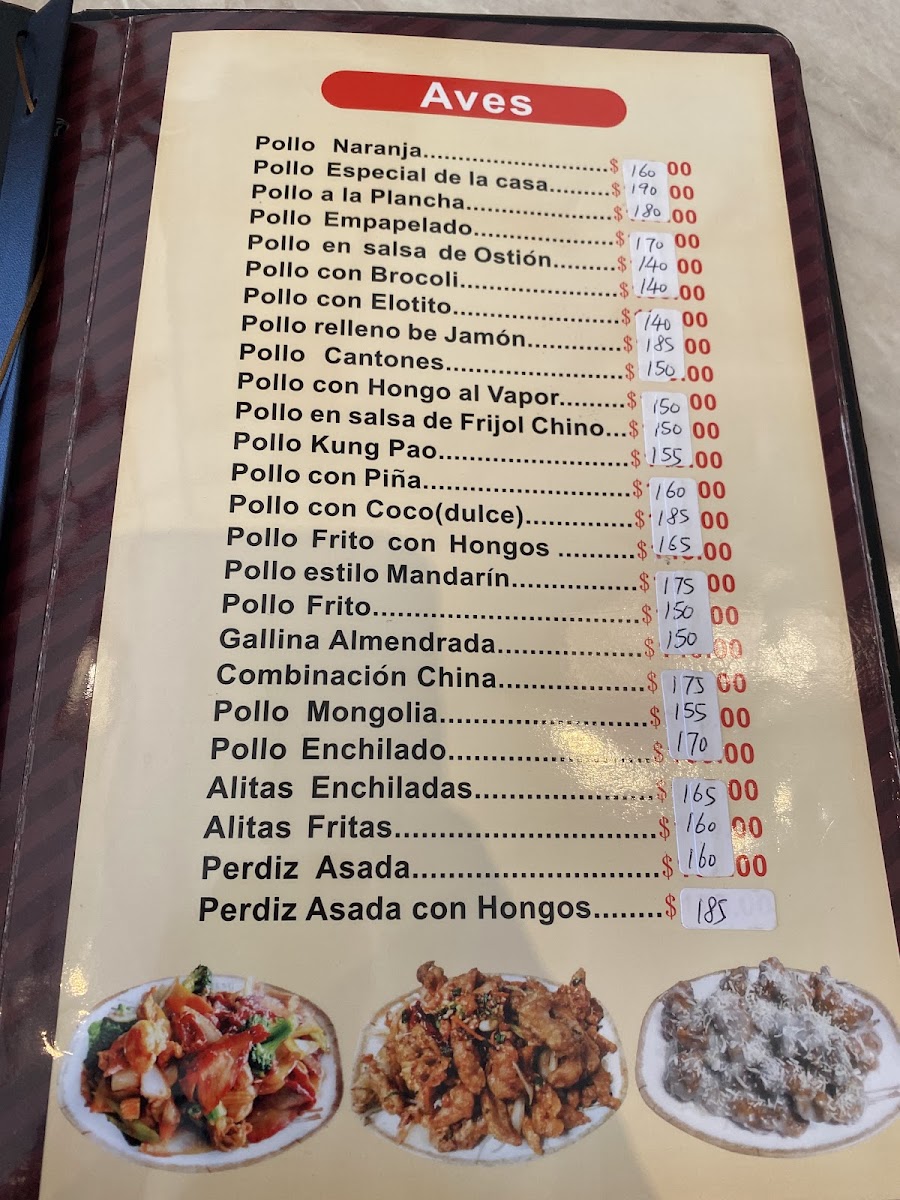 Aves
Pollo Naranja..........................$ 160 00
Pollo Especial de la casa.........$ 190 00
Pollo a la Plancha.....................$ 180 .00
Pollo Empapelado....................$ 170 00
Pollo en salsa de Ostión.........$ 140 00
Pollo con Brocoli.......................$ 140 .00
Pollo con Elotito........................$ 140 00
Pollo relleno be Jamón.............$ 185 00
Pollo Cantones.........................$ 150 .00
Pollo con Hongo al Vapor.........$ 150 00
Pollo en salsa de Frijol Chino...$ 150 00
Pollo Kung Pao..........................$ 155 .00
Pollo con Piña............................$ 160 00
Pollo con Coco(dulce)...............$ 185 00
Pollo Frito con Hongos ..........$ 165 .00
Pollo estilo Mandarín.................$ 175 00
Pollo Frito...................................$ 150 00
Gallina Almendrada...................$ 150 .00
Combinación China...................$ 175 00
Pollo Mongolia..........................$ 155 00
Pollo Enchilado.........................$ 170 .00
Alitas Enchiladas......................$ 165 00
Alitas Fritas................................$ 160 00
Perdiz Asada..............................$ 160 .00
Perdiz Asada con Hongos........$ 185 .00